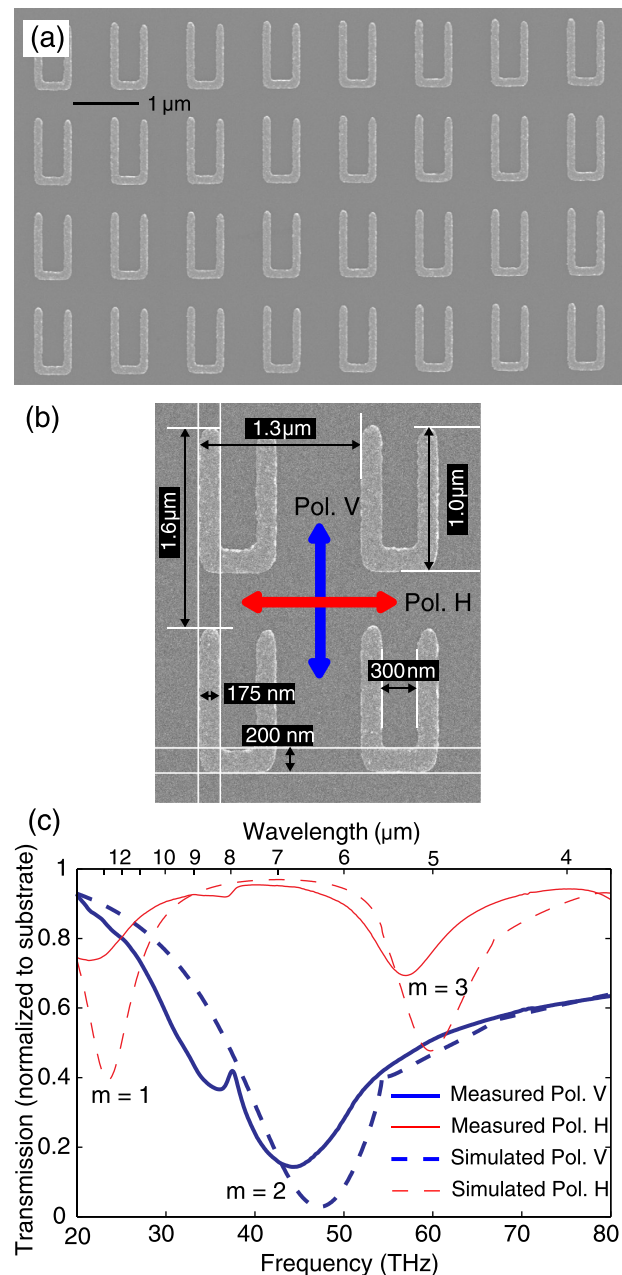 (a)
1 µm
(b)
1.3µm
1.6µm
1.0µm
Pol. V
Pol. H
300nm
175 nm
200 nm
(c)
Wavelength (µm)
12 10 9 8 7 6 5 4
Transmission (normalized to substrate)
1
0.8
0.6
0.4
0.2
0
m = 1
m = 2
m = 3
Measured Pol. V
Measured Pol. H
Simulated Pol. V
Simulated Pol. H
20 30 40 50 60 70 80
Frequency (THz)